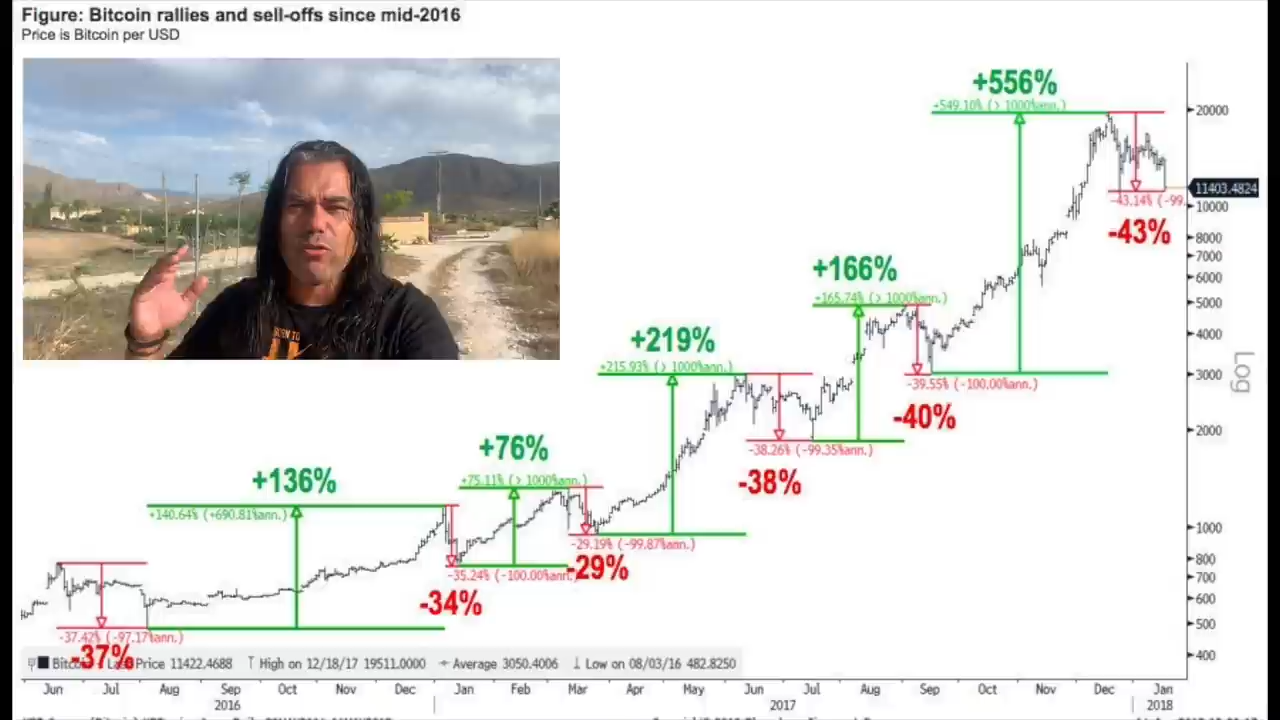 Figure: Bitcoin rallies and sell-offs since mid-2016
Price is Bitcoin per USD
BORN TO
+556%
+549.10% (> 1000%ann.)
20000
11403.4824
-43.14% (-99.
10000
-43%
8000
7000
6000
5000
4000
3000
2000
1000
800
700
600
500
400
Log
+166%
+165.74% (> 1000%ann.)
-39.55% (-100.00%ann.)
-40%
+219%
+215.93% (> 1000%ann.)
-38.26% (-99.35%ann.)
-38%
+76%
+75.11% (> 1000%ann.)
-29.19% (-99.87%ann.)
-29%
+136%
+140.64% (+690.81%ann.)
-35.24% (-100.00%ann.
-34%
-37.42% (-97.17%ann.)
-37%
Bitcoin - Last Price 11422.4688 High on 12/18/17 19511.0000 Average 3050.4006 Low on 08/03/16 482.8250
Jun Jul Aug Sep Oct Nov Dec Jan Feb Mar Apr May Jun Jul Aug Sep Oct Nov Dec Jan
2016 2017 2018